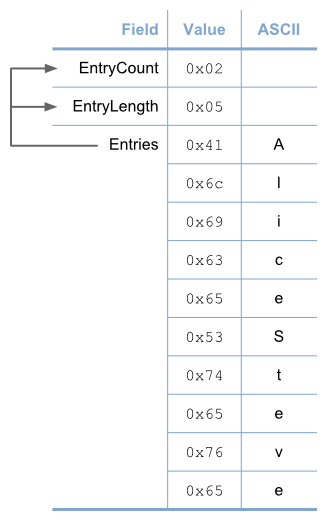 Field Value ASCII
EntryCount 0x02
EntryLength 0x05
Entries 0x41 A
0x6c l
0x69 i
0x63 c
0x65 e
0x53 S
0x74 t
0x65 e
0x76 v
0x65 e